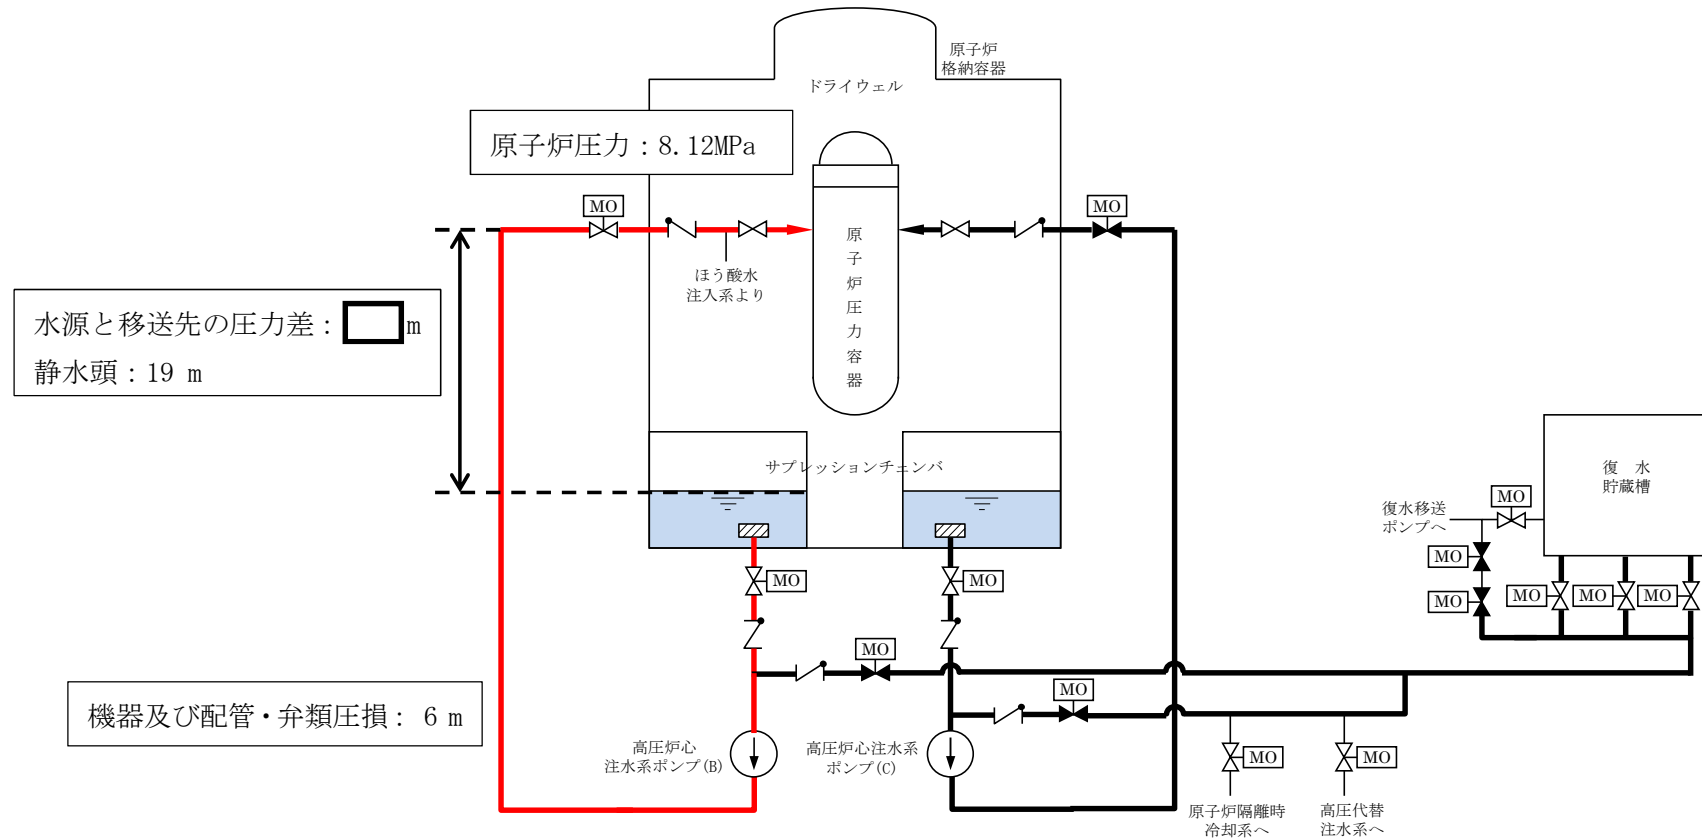 原子炉
格納容器
ドライウェル
原子炉圧力：8.12MPa
MO
MO
原子炉圧力容器
ほう酸水
注入系より
水源と移送先の圧力差： m
静水頭：19 m
サプレッションチェンバ
復 水
貯蔵槽
MO
復水移送
ポンプへ
MO
MO
MO
MO
MO
MO
MO
MO
MO
MO
機器及び配管・弁類圧損： 6 m
高圧炉心
注水系ポンプ(B)
高圧炉心注水系
ポンプ(C)
MO
MO
原子炉隔離時
冷却系へ
高圧代替
注水系へ